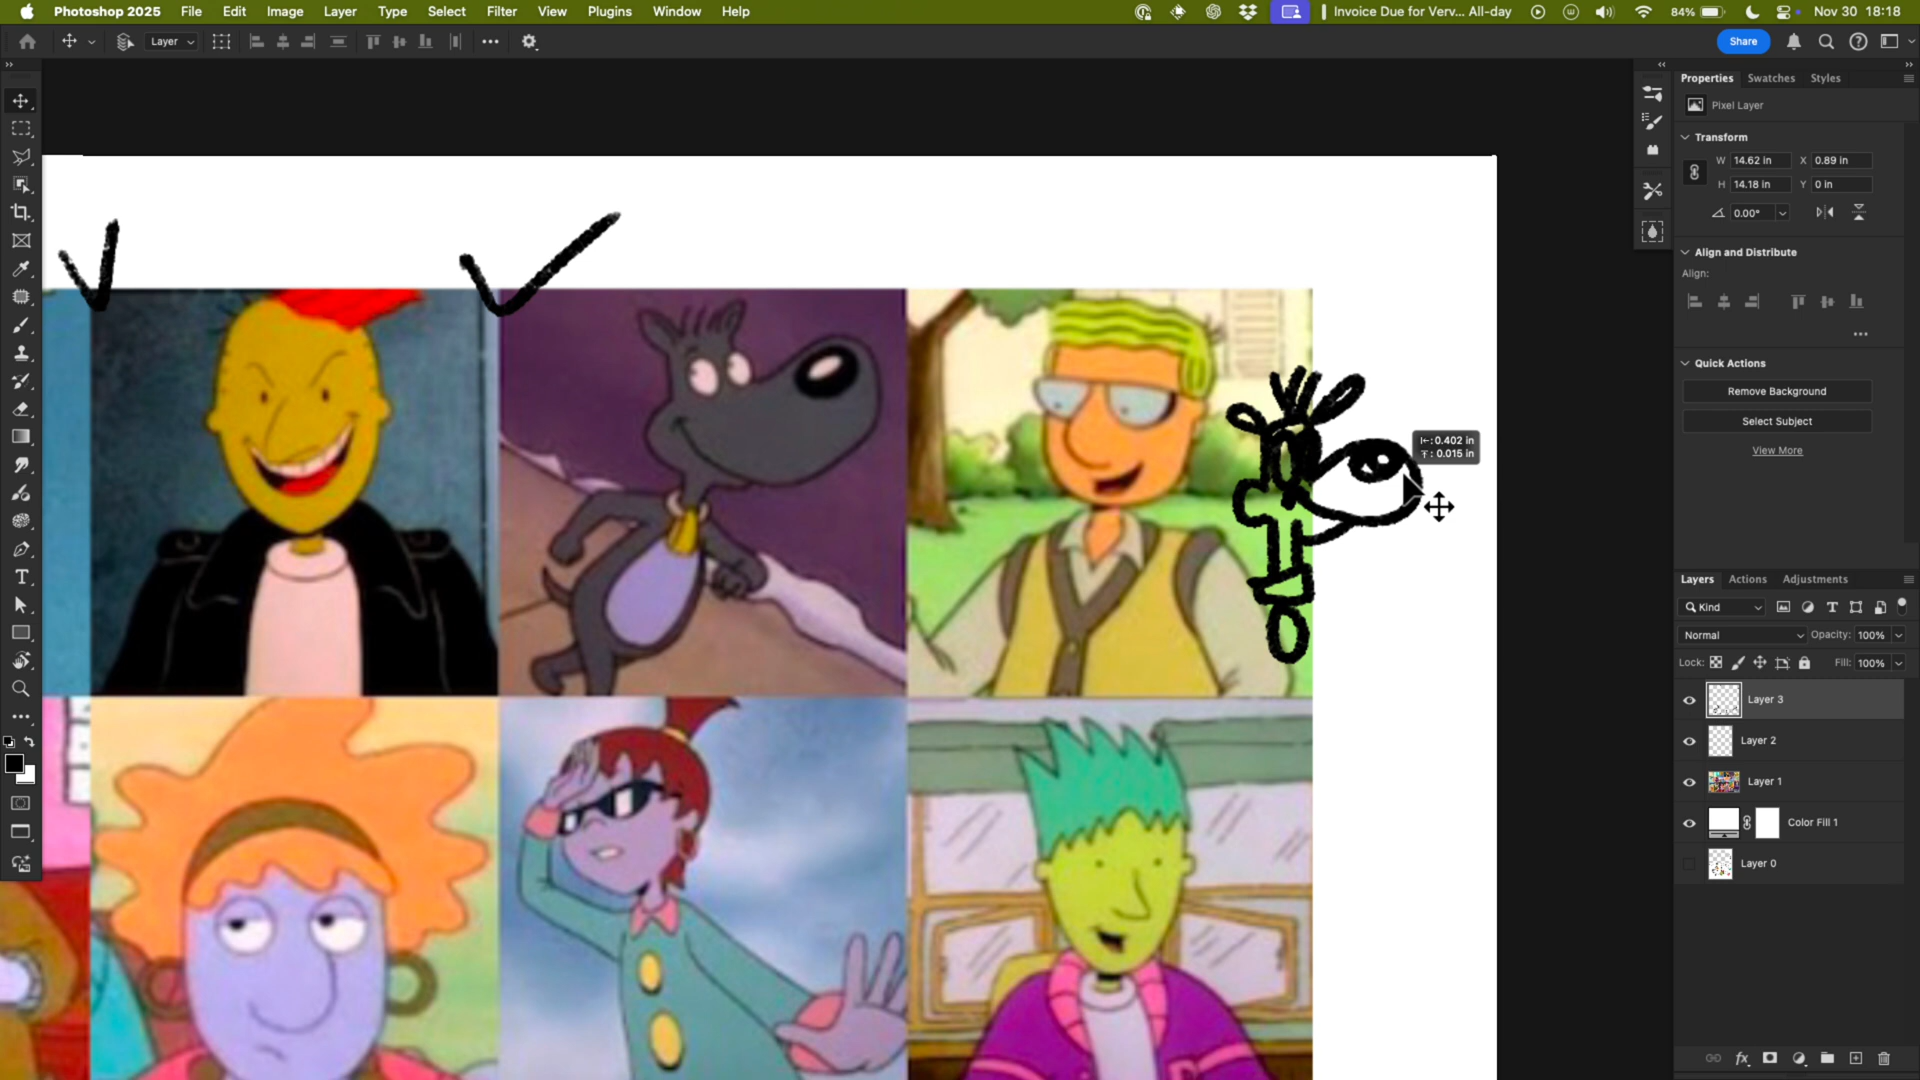 Photoshop 2025 File Edit Image Layer Type Select Filter View Plugins Window Help Invoice Due for Verv... All-day 84% Nov 30 18:18
Layer Share
Properties Swatches Styles
Pixel Layer
Transform
W 14.62 in X 0.89 in
H 14.18 in Y 0 in
0.00°
Align and Distribute
Align:
Quick Actions
Remove Background
Select Subject
View More
0.402 in
0.015 in
Layers Actions Adjustments
Kind
Normal Opacity: 100%
Lock: Fill: 100%
Layer 3
Layer 2
Layer 1
Color Fill 1
Layer 0
fx